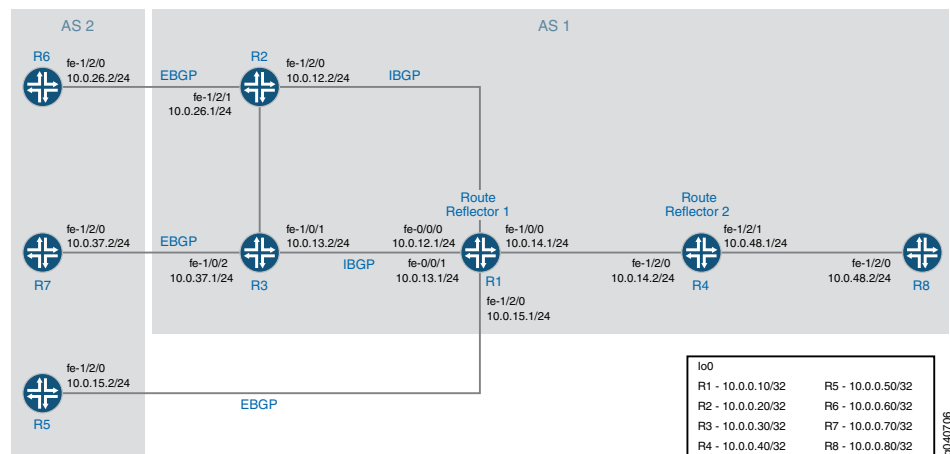 AS 2
AS 1
R6
fe-1/2/0
10.0.26.2/24
EBGP
fe-1/2/1
10.0.26.1/24
R2
fe-1/2/0
10.0.12.2/24
IBGP
fe-1/2/0
10.0.37.2/24
R7
EBGP
fe-1/0/2
10.0.37.1/24
R3
fe-1/0/1
10.0.13.2/24
IBGP
Route
Reflector 1
fe-0/0/0
10.0.12.1/24
fe-0/0/1
10.0.13.1/24
R1
fe-1/0/0
10.0.14.1/24
fe-1/2/0
10.0.15.1/24
Route
Reflector 2
fe-1/2/0
10.0.14.2/24
R4
fe-1/2/1
10.0.48.1/24
fe-1/2/0
10.0.48.2/24
R8
fe-1/2/0
10.0.15.2/24
R5
EBGP
lo0
R1 - 10.0.0.10/32 R5 - 10.0.0.50/32
R2 - 10.0.0.20/32 R6 - 10.0.0.60/32
R3 - 10.0.0.30/32 R7 - 10.0.0.70/32
R4 - 10.0.0.40/32 R8 - 10.0.0.80/32